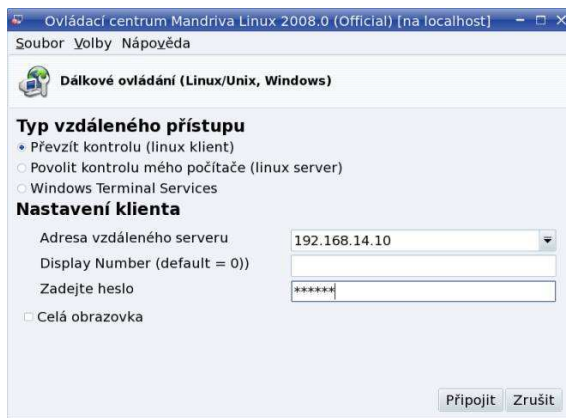 Ovládací centrum Mandriva Linux 2008.0 (Official) [na localhost]
Soubor Volby Nápověda
Dálkové ovládání (Linux/Unix, Windows)
Typ vzdáleného přístupu
Převzít kontrolu (linux klient)
Povolit kontrolu mého počítače (linux server)
Windows Terminal Services
Nastavení klienta
Adresa vzdáleného serveru 192.168.14.10
Display Number (default = 0))
Zadejte heslo ******
Celá obrazovka
Připojit Zrušit